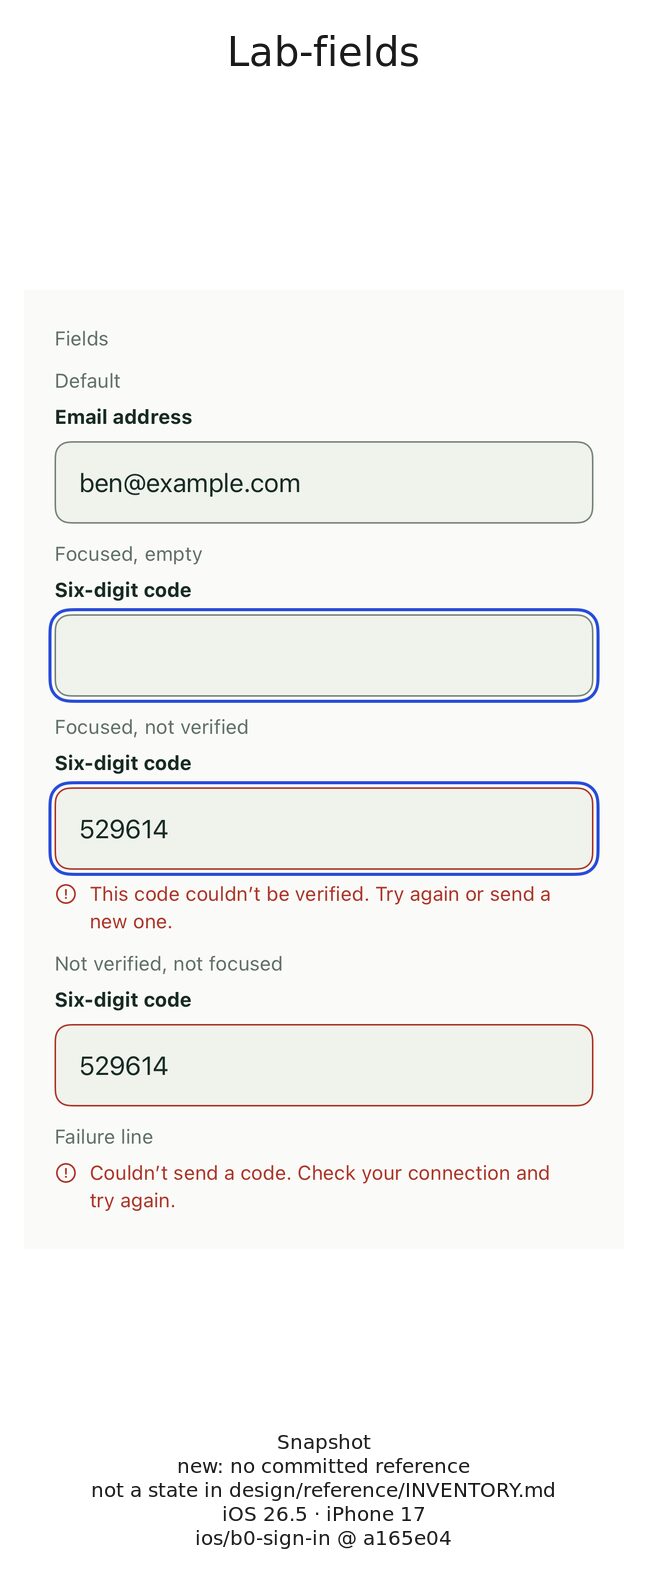 Lab-fields
Fields
Default
Email address
ben@example.com
Focused, empty
Six-digit code
Focused, not verified
Six-digit code
529614
This code couldn’t be verified. Try again or send a
new one.
Not verified, not focused
Six-digit code
529614
Failure line
Couldn’t send a code. Check your connection and
try again.
Snapshot
new: no committed reference
not a state in design/reference/INVENTORY.md
iOS 26.5 · iPhone 17
ios/b0-sign-in @ a165e04